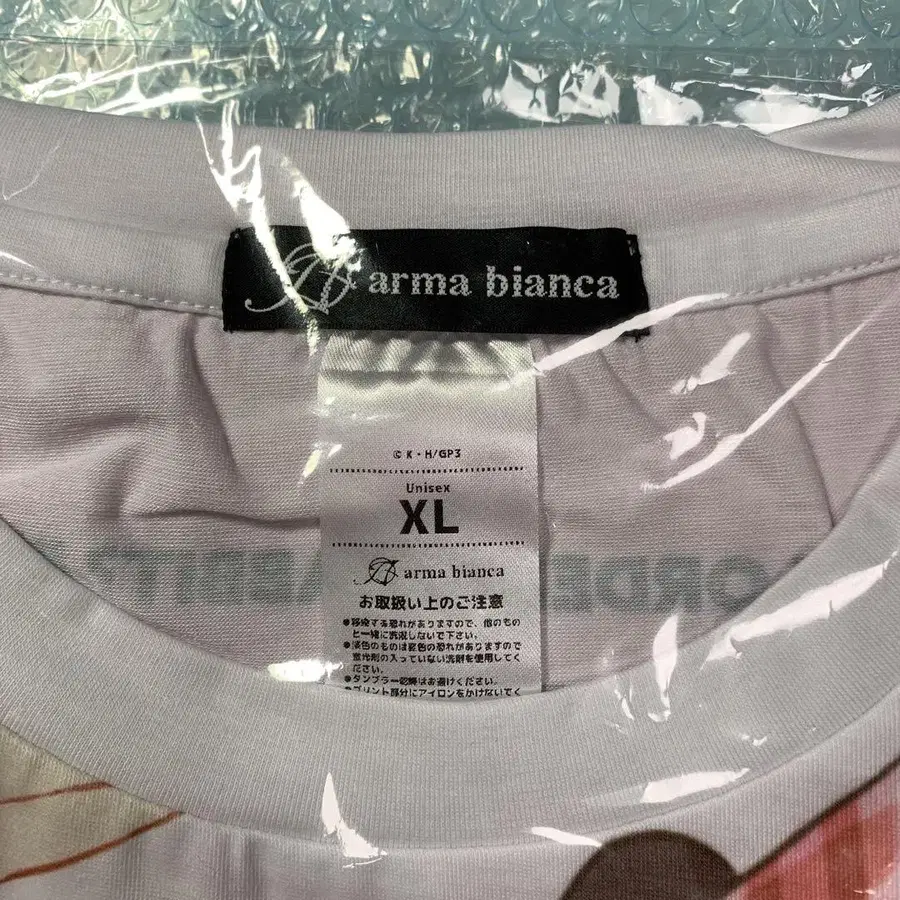 arma bianca
© K・H/GP3
Unisex
XL
arma bianca
お取扱い上のご注意
●移染する恐れがありますので、他のもの
と一緒に洗濯しないで下さい。
●淡色のものは変色の恐れがありますので
蛍光剤の入っていない洗剤を使用してく
ださい。
●タンブラー乾燥はお避けください。
●プリント部分にアイロンをかけないでく